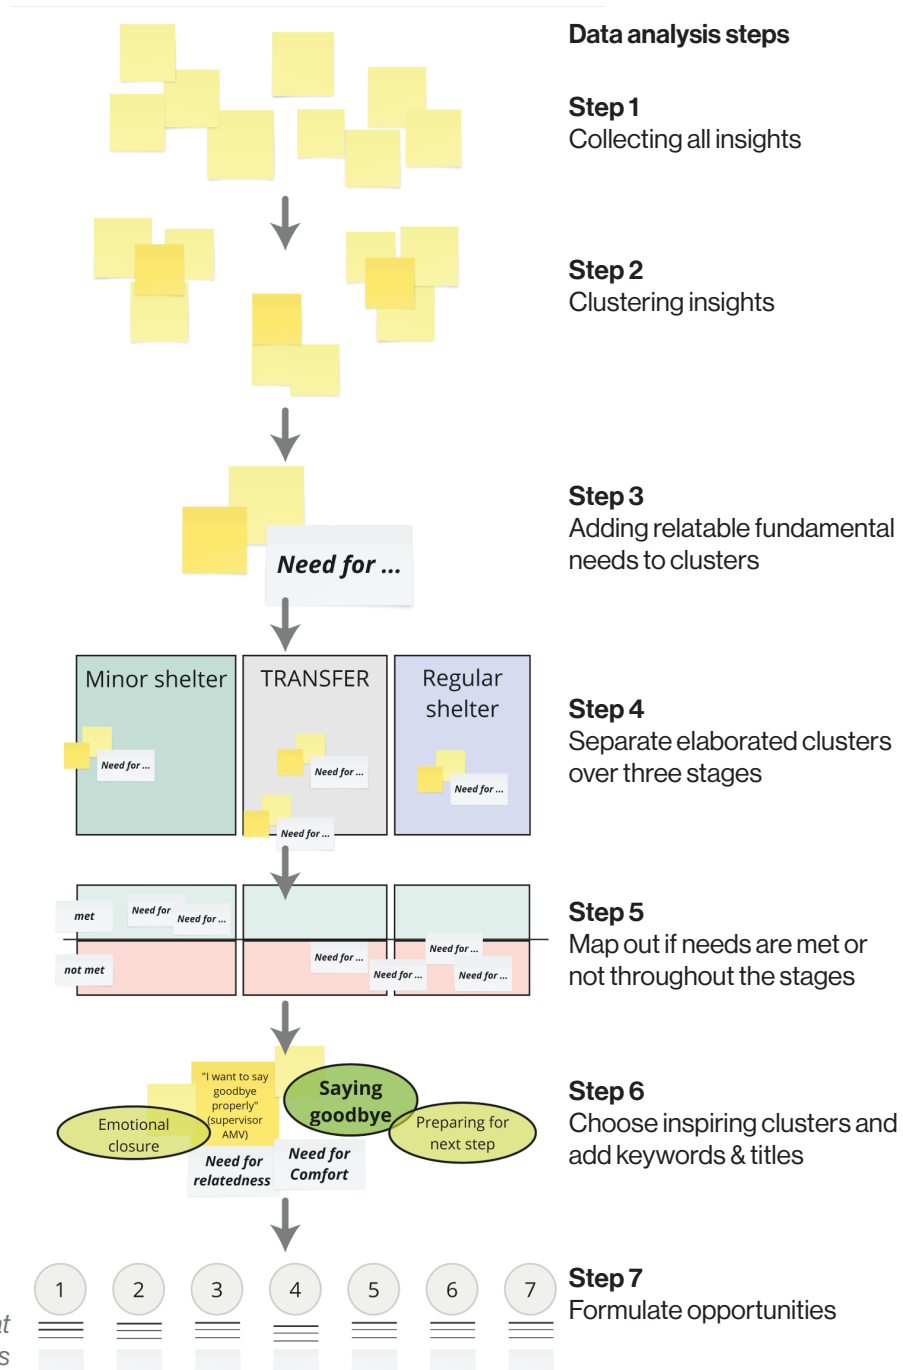 Data analysis steps
Step 1
Collecting all insights
Step 2
Clustering insights
Step 3
Adding relatable fundamental
needs to clusters
Need for ...
Minor shelter
TRANSFER
Regular
shelter
Need for ...
Need for ...
Need for ...
Need for ...
Step 4
Separate elaborated clusters
over three stages
met
Need for
Need for ...
not met
Need for ...
Need for ...
Need for ...
Need for ...
Step 5
Map out if needs are met or
not throughout the stages
"I want to say
goodbye
properly"
(supervisor
AMV)
Emotional
closure
Saying
goodbye
Preparing for
next step
Need for
relatedness
Need for
Comfort
Step 6
Choose inspiring clusters and
add keywords & titles
1
2
3
4
5
6
7
Step 7
Formulate opportunities